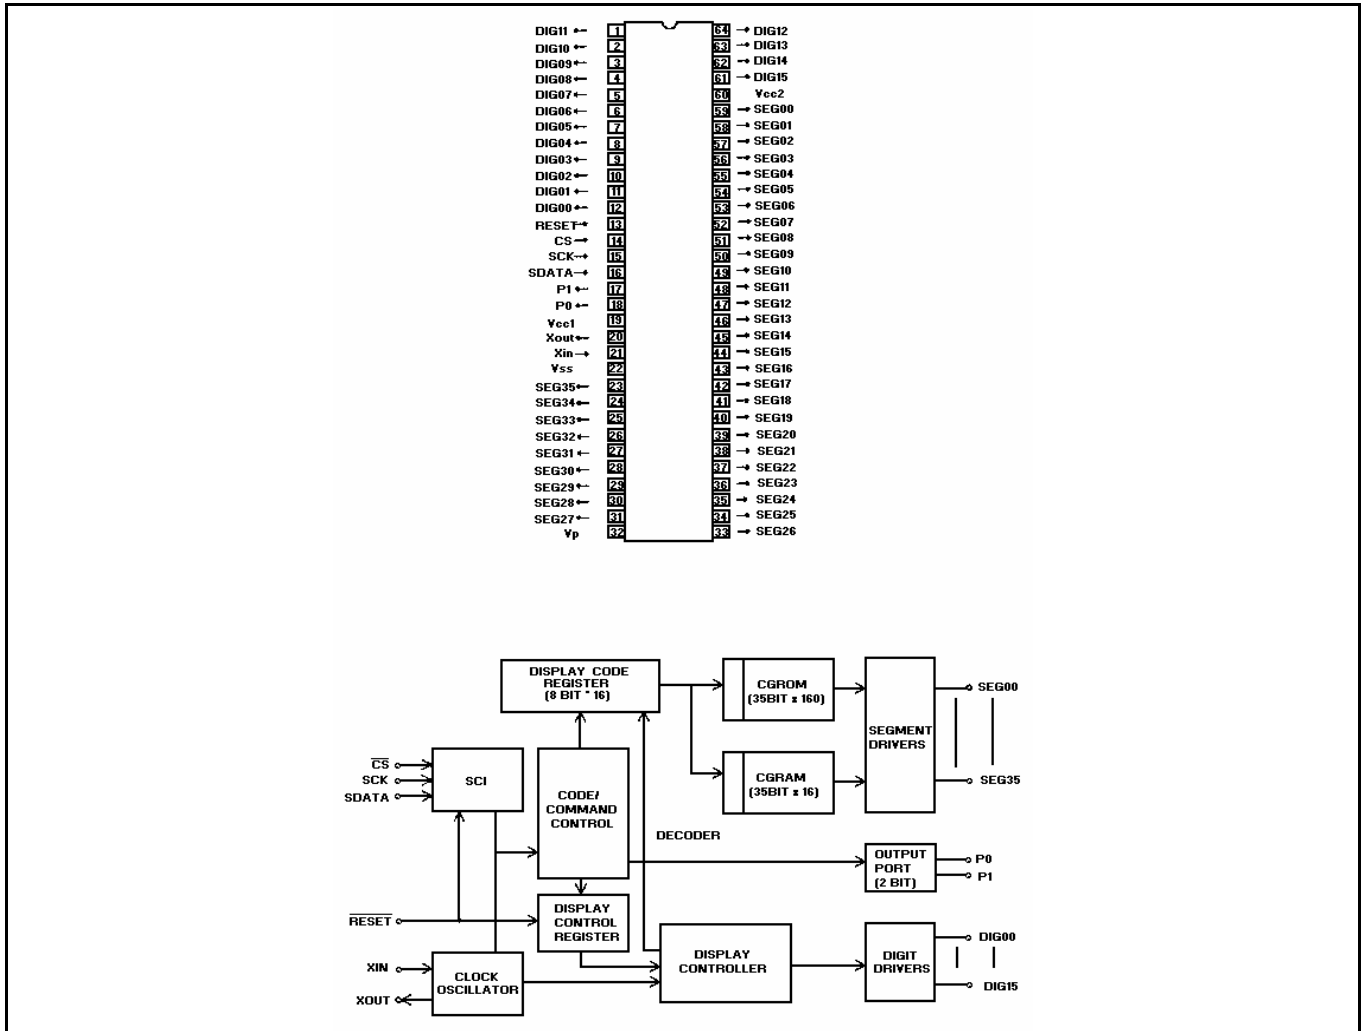 DIG11 1 64 DIG12
DIG10 2 63 DIG13
DIG09 3 62 DIG14
DIG08 4 61 DIG15
DIG07 5 60 Vcc2
DIG06 6 59 SEG00
DIG05 7 58 SEG01
DIG04 8 57 SEG02
DIG03 9 56 SEG03
DIG02 10 55 SEG04
DIG01 11 54 SEG05
DIG00 12 53 SEG06
RESET 13 52 SEG07
CS 14 51 SEG08
SCK 15 50 SEG09
SDATA 16 49 SEG10
P1 17 48 SEG11
P0 18 47 SEG12
Vcc1 19 46 SEG13
Xout 20 45 SEG14
Xin 21 44 SEG15
Vss 22 43 SEG16
SEG35 23 42 SEG17
SEG34 24 41 SEG18
SEG33 25 40 SEG19
SEG32 26 39 SEG20
SEG31 27 38 SEG21
SEG30 28 37 SEG22
SEG29 29 36 SEG23
SEG28 30 35 SEG24
SEG27 31 34 SEG25
Vp 32 33 SEG26
DISPLAY CODE
REGISTER
(8 BIT * 16)
CGROM
(35BIT x 160)
SEG00
SEGMENT
DRIVERS
CS
SCK
SDATA
SCI
CODE/
COMMAND
CONTROL
CGRAM
(35BIT x 16)
SEG35
DECODER
OUTPUT
PORT
(2 BIT)
P0
P1
RESET
DISPLAY
CONTROL
REGISTER
XIN
XOUT
CLOCK
OSCILLATOR
DISPLAY
CONTROLLER
DIGIT
DRIVERS
DIG00
DIG15